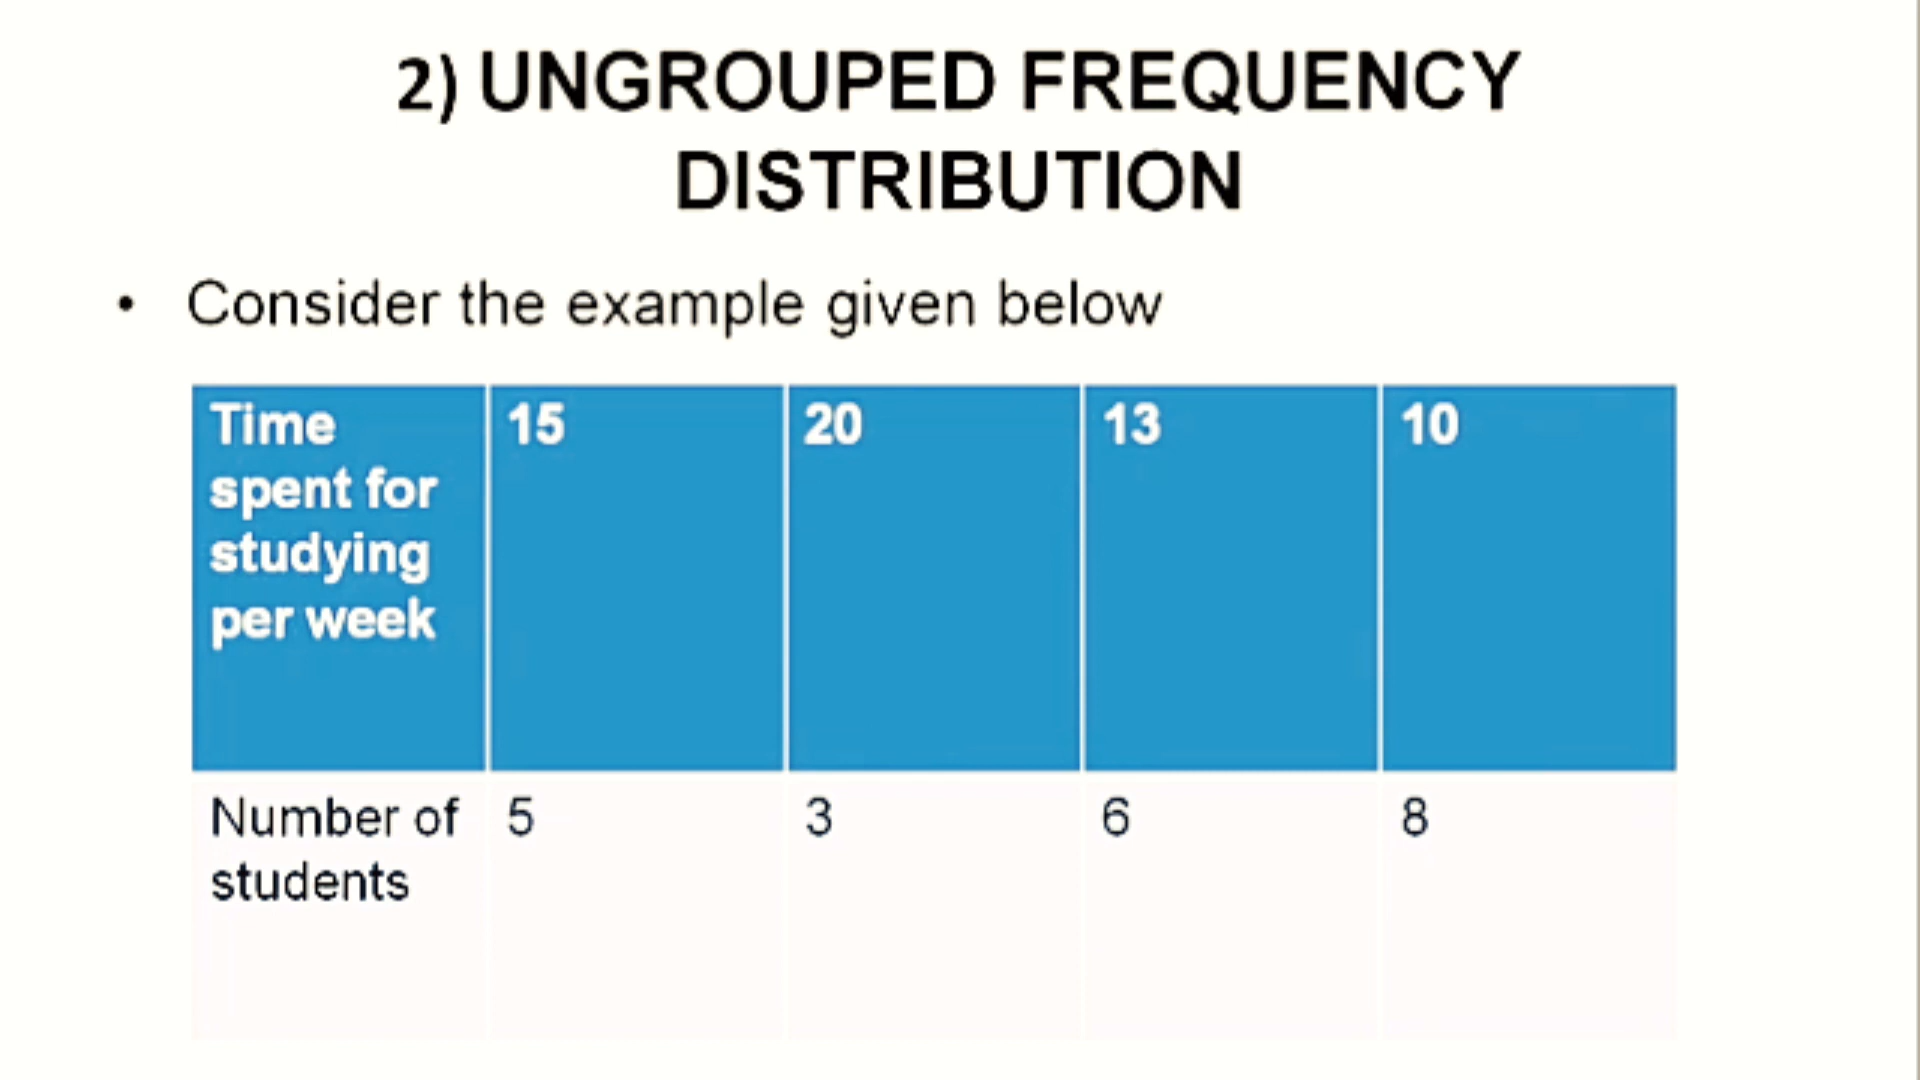 2) UNGROUPED FREQUENCY
DISTRIBUTION
• Consider the example given below
Time spent for studying per week 15 20 13 10
Number of students 5 3 6 8